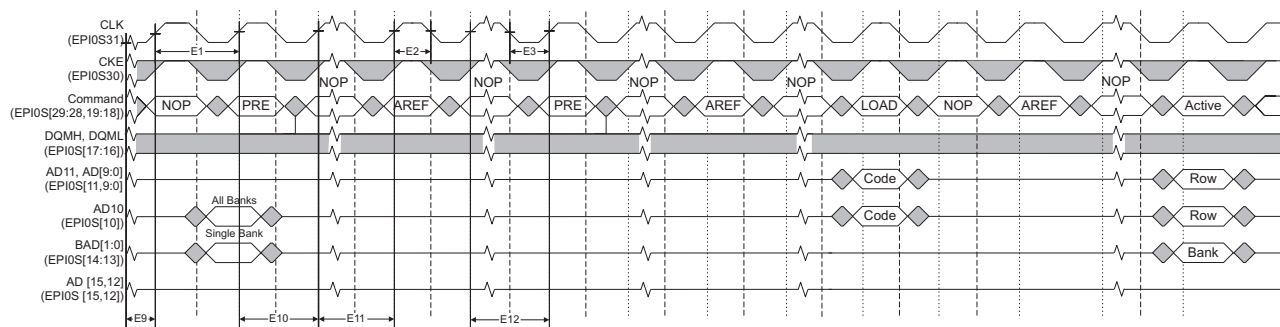 CLK
(EPI0S31)
E1
E2
E3
CKE
(EPI0S30)
NOP
NOP
NOP
NOP
NOP
Command
(EPI0S[29:28,19:18])
NOP
PRE
AREF
PRE
AREF
LOAD
NOP
AREF
Active
DQMH, DQML
(EPI0S[17:16])
AD11, AD[9:0]
(EPI0S[11,9:0]
Code
Row
All Banks
AD10
(EPI0S[10])
Code
Row
Single Bank
BAD[1:0]
(EPI0S[14:13])
Bank
AD [15,12]
(EPI0S [15,12])
E9
E10
E11
E12